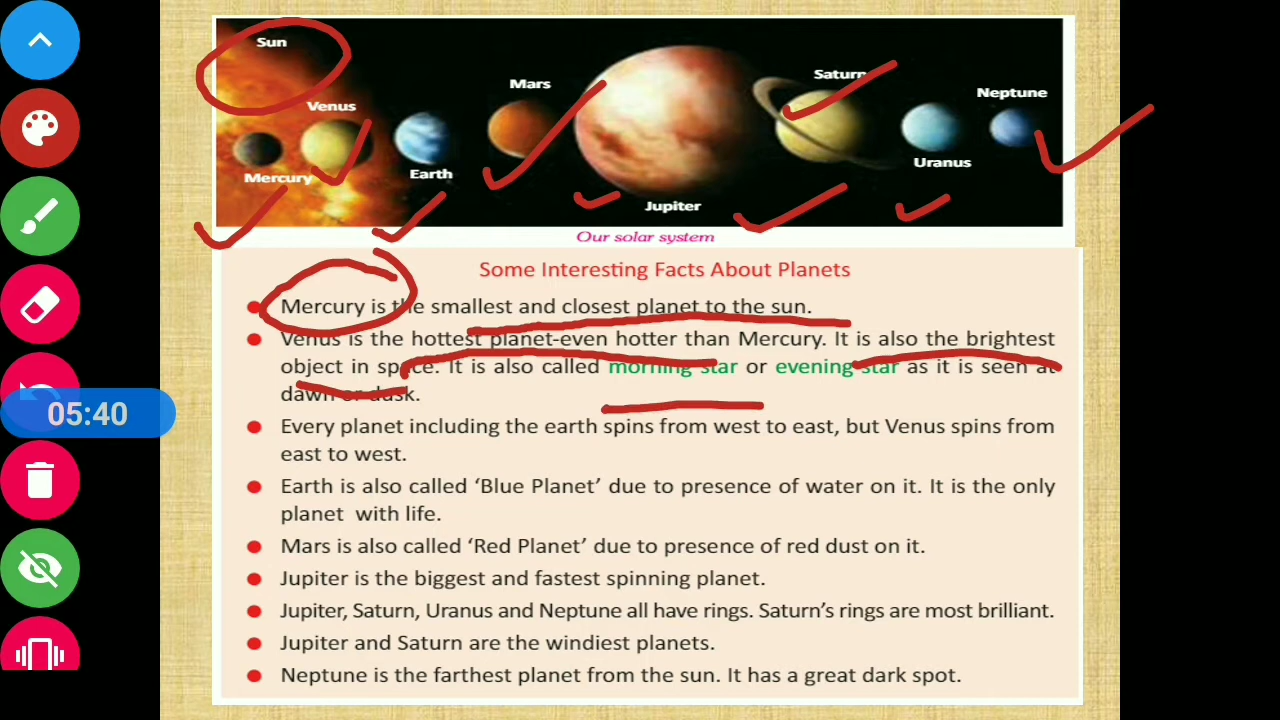 Sun
Mars
Saturn
Neptune
Venus
Mercury
Earth
Uranus
Jupiter
Our solar system
Some Interesting Facts About Planets
Mercury is the smallest and closest planet to the sun.
Venus is the hottest planet-even hotter than Mercury. It is also the brightest
object in space. It is also called morning star or evening star as it is seen at
dawn or dusk.
Every planet including the earth spins from west to east, but Venus spins from
east to west.
Earth is also called ‘Blue Planet’ due to presence of water on it. It is the only
planet with life.
Mars is also called ‘Red Planet’ due to presence of red dust on it.
Jupiter is the biggest and fastest spinning planet.
Jupiter, Saturn, Uranus and Neptune all have rings. Saturn’s rings are most brilliant.
Jupiter and Saturn are the windiest planets.
Neptune is the farthest planet from the sun. It has a great dark spot.
05:40